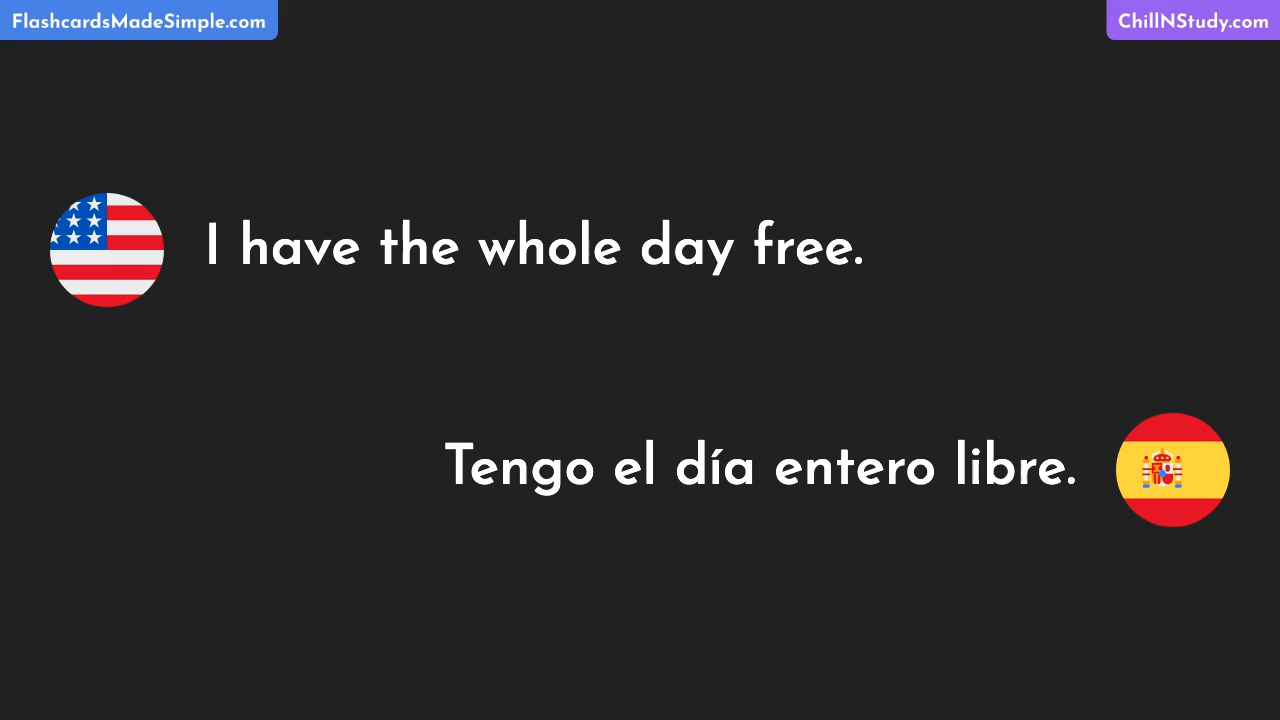 FlashcardsMadeSimple.com
ChillNStudy.com
I have the whole day free.
Tengo el día entero libre.